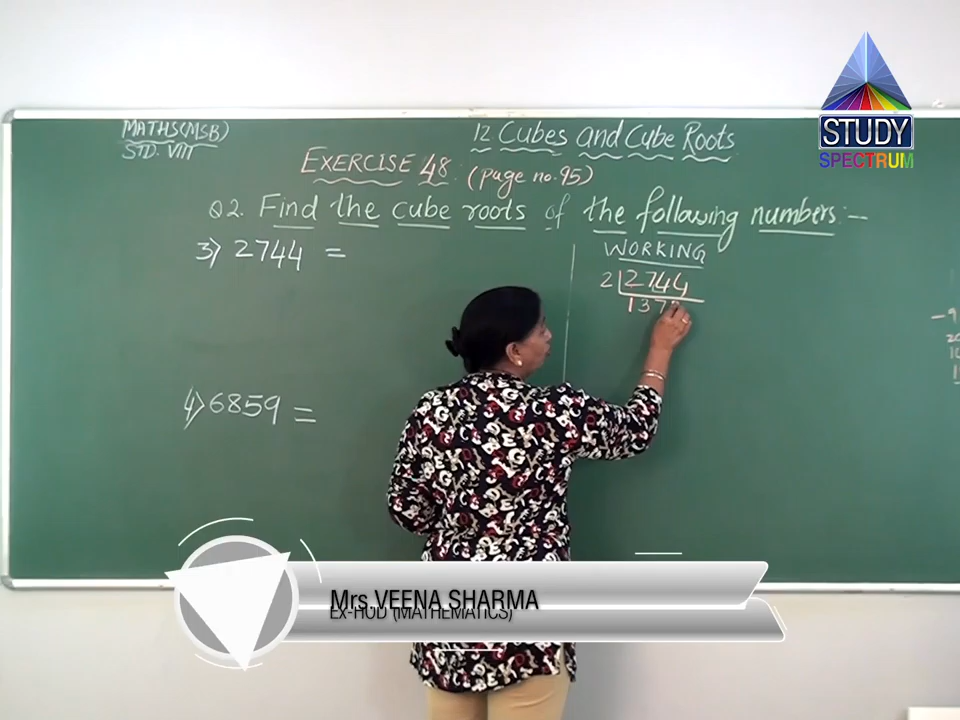 STUDY
SPECTRUM
MATHS(MSB)
STD. VIII
12 Cubes and Cube Roots
EXERCISE 48: (page no. 95)
Q2. Find the cube roots of the following numbers:-
3) 2744 =
WORKING
2 2744
137
4) 6859 =
Mrs.VEENA SHARMA
EX-HOD (MATHEMATICS)